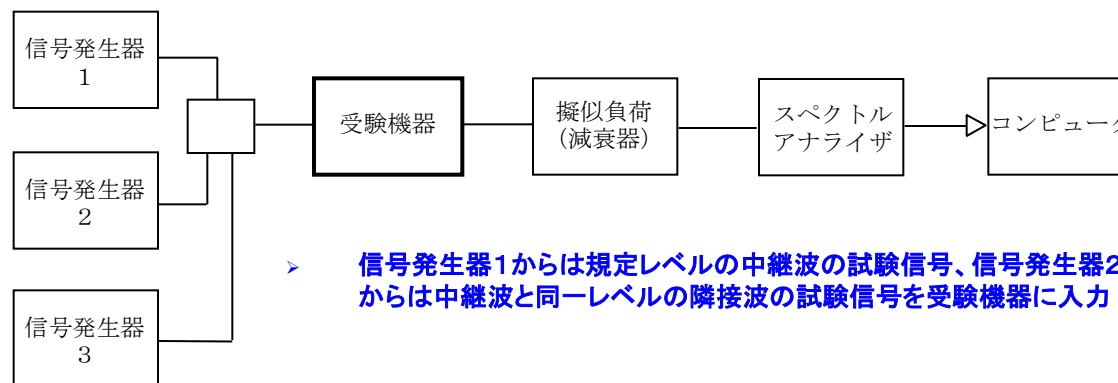 信号発生器
1
信号発生器
2
信号発生器
3
受験機器
擬似負荷
(減衰器)
スペクトル
アナライザ
コンピュータ
➢ 信号発生器1からは規定レベルの中継波の試験信号、信号発生器2
からは中継波と同一レベルの隣接波の試験信号を受験機器に入力